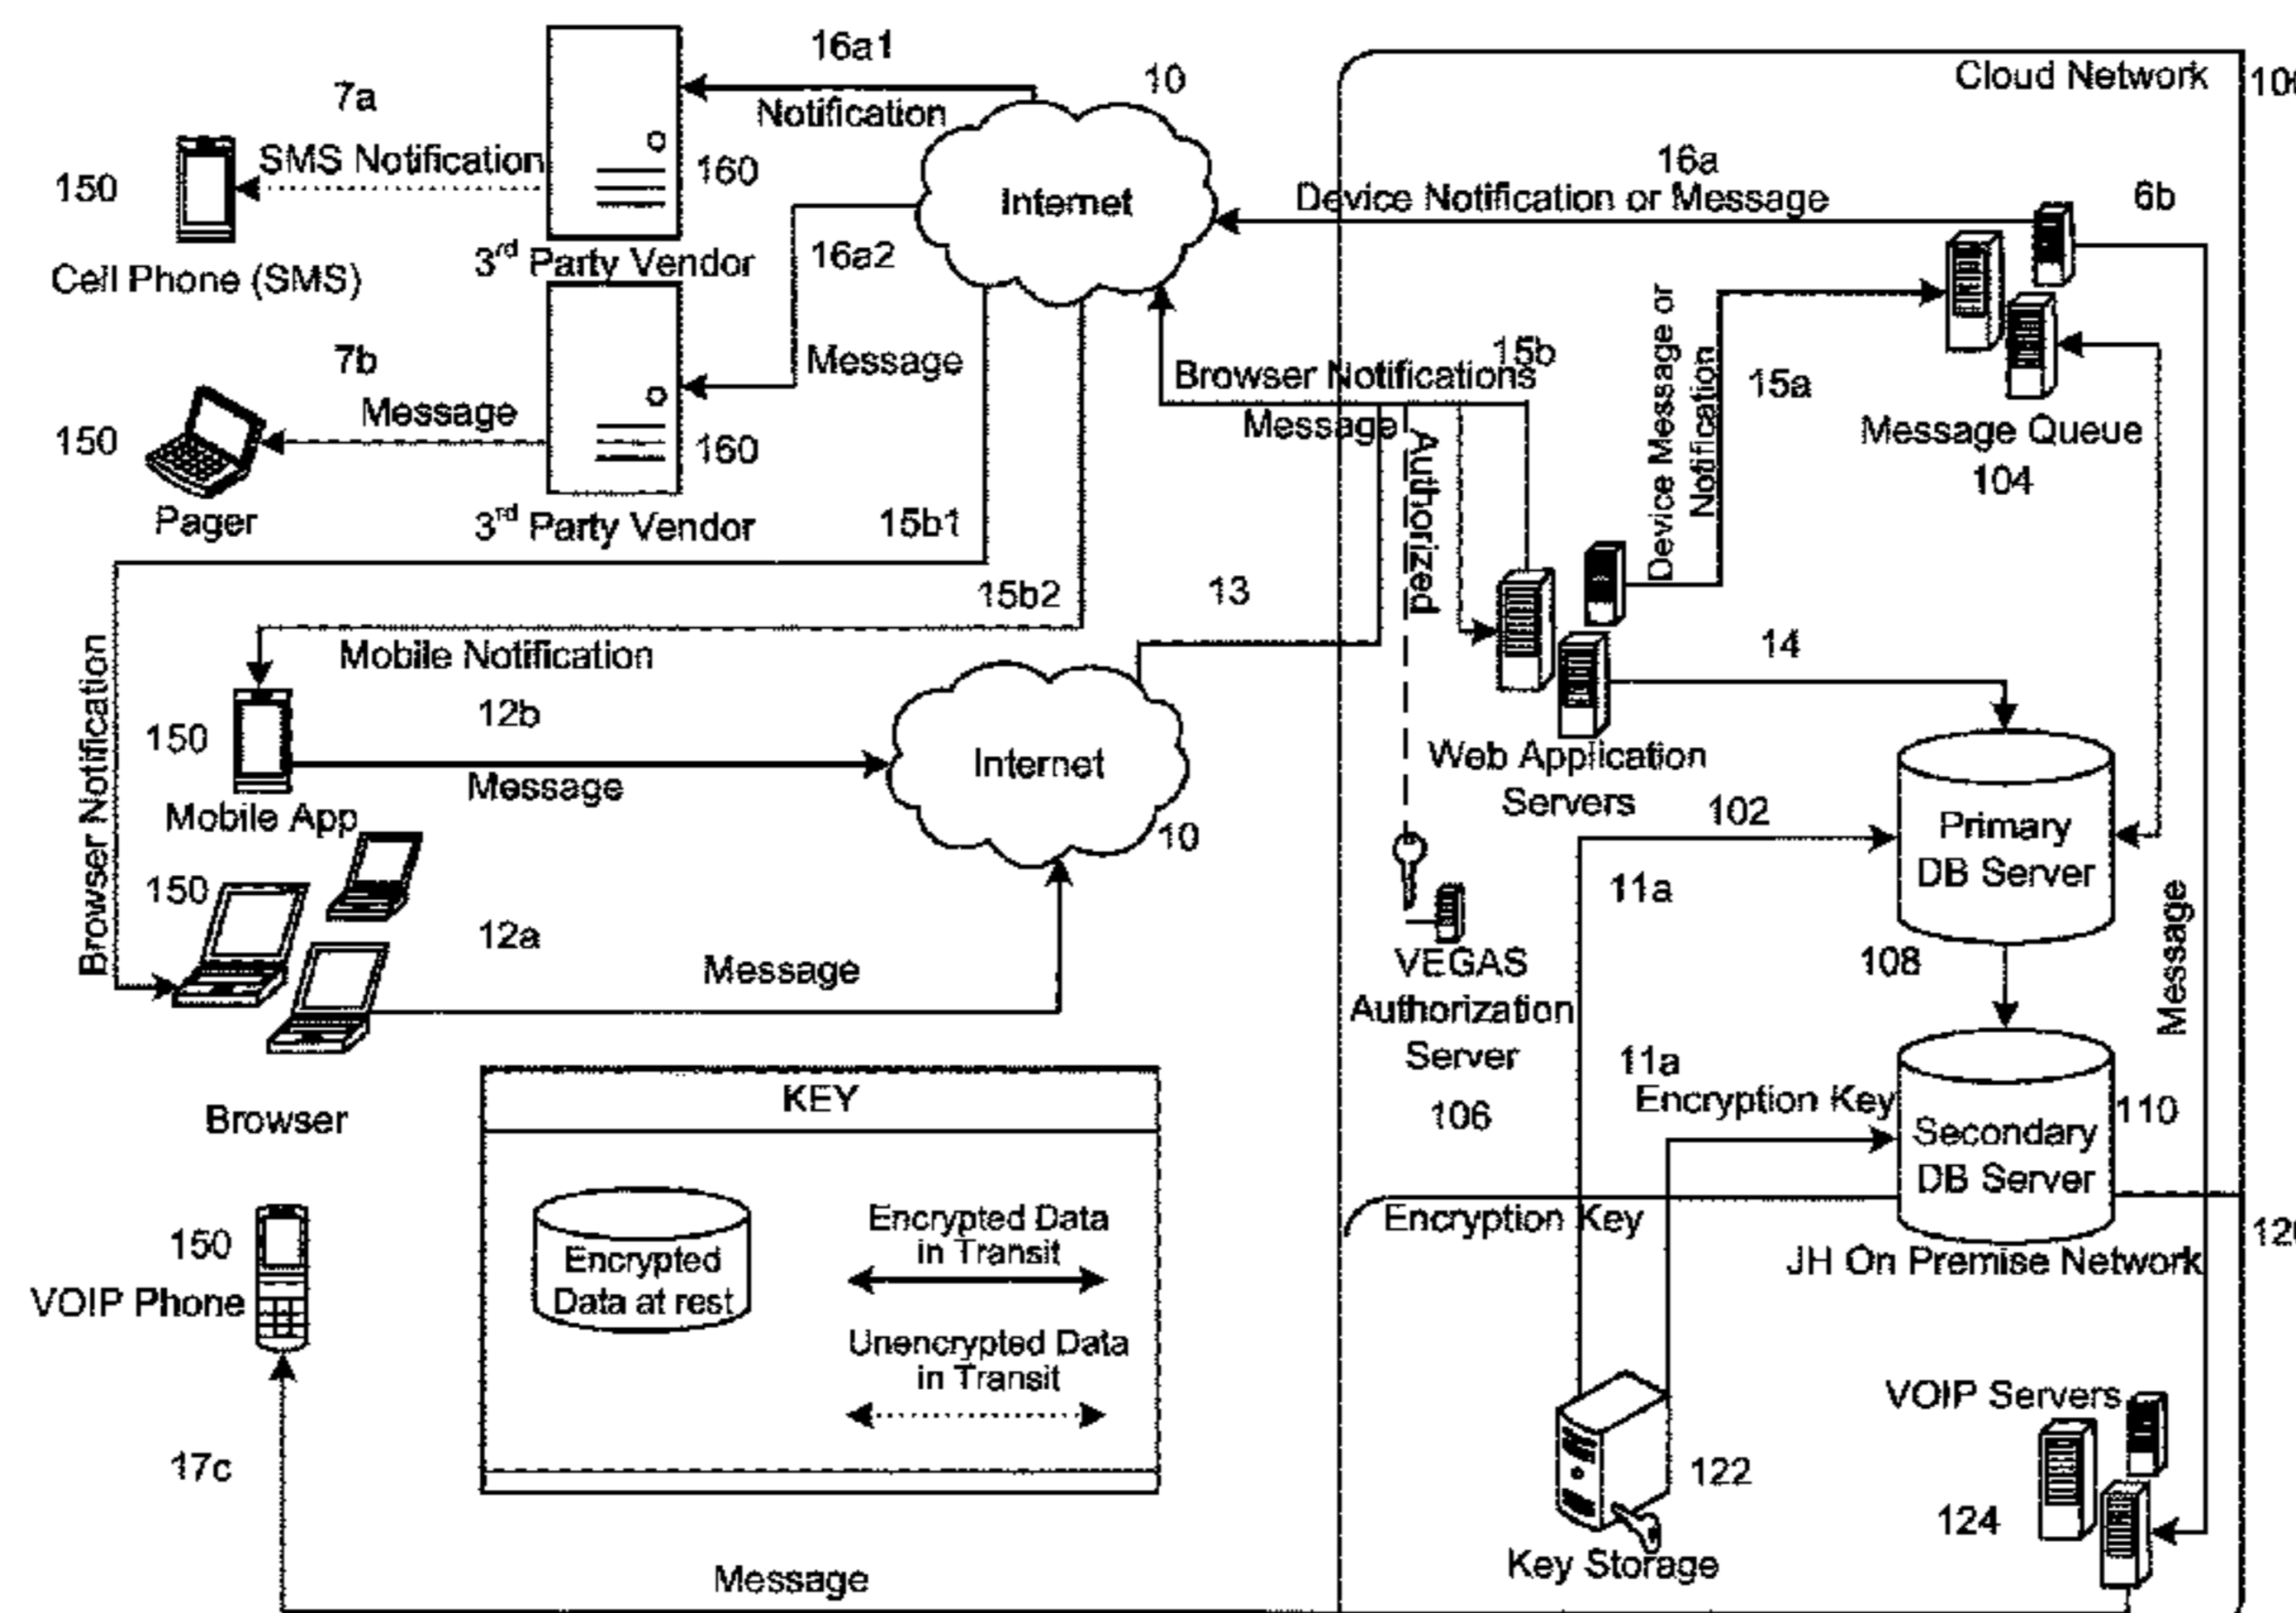 16a1
10
Cloud Network
7a
Notification
SMS Notification
160
150
Internet
16a
Device Notification or Message
6b
3rd Party Vendor
16a2
Cell Phone (SMS)
7b
Message
Message
15b
Browser Notifications
Message
Device Message or
Notification
15a
Message Queue
104
150
160
Pager
3rd Party Vendor
15b1
Authorized
15b2
13
Mobile Notification
14
12b
150
Internet
Message
Mobile App
10
Web Application
Servers
102
Primary
DB Server
Browser Notification
150
12a
Message
11a
108
Message
VEGAS
Authorization
Server
106
11a
Encryption Key
110
Secondary
DB Server
Browser
KEY
Encrypted
Data at rest
Encrypted Data
in Transit
Unencrypted Data
in Transit
Encryption Key
JH On Premise Network
150
VOIP Phone
VOIP Servers
17c
122
124
Key Storage
Message